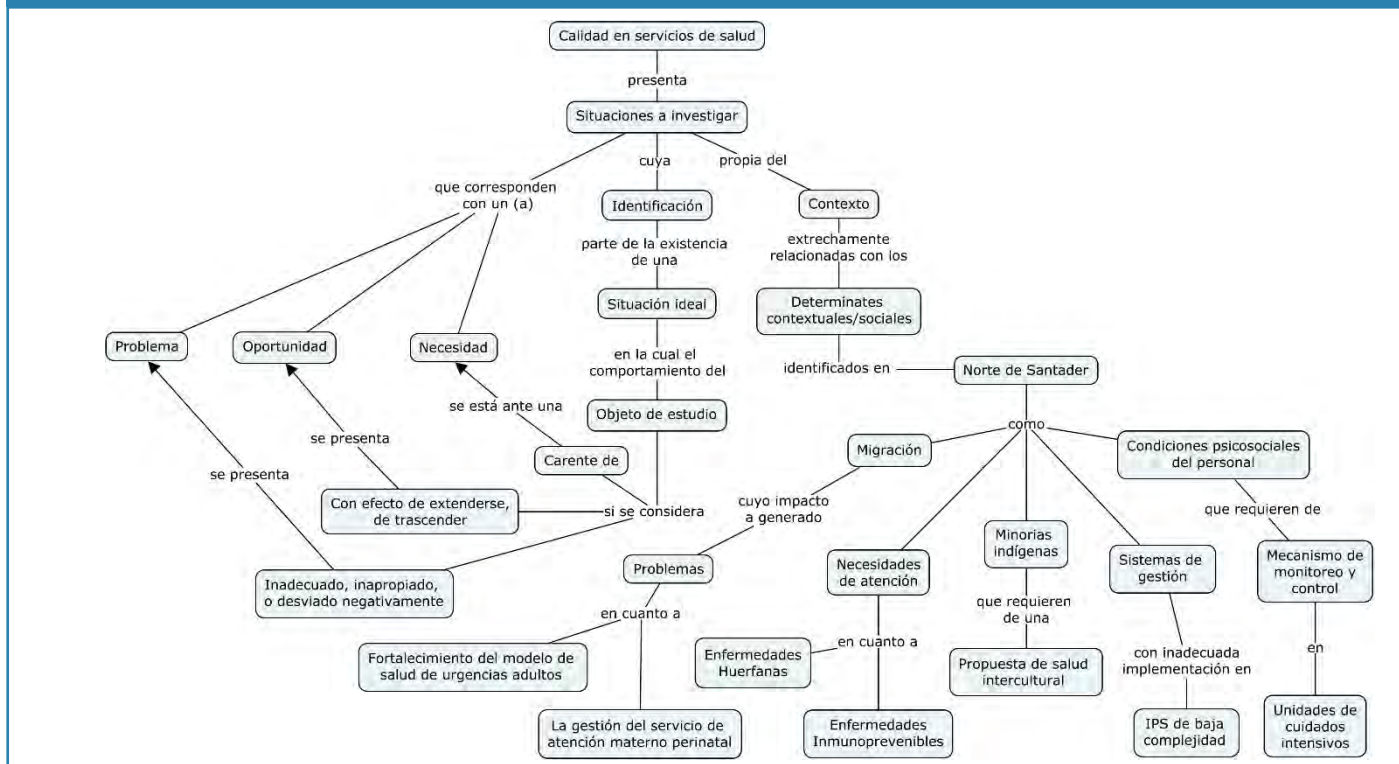 Calidad en servicios de salud
presenta
Situaciones a investigar
cuya
propia del
que corresponden
con un (a)
Identificación
Contexto
parte de la existencia
de una
extrechamente
relacionadas con los
Situación ideal
Determinates
contextuales/sociales
Problema
Oportunidad
Necesidad
en la cual el
comportamiento del
identificados en
Norte de Santader
se está ante una
Objeto de estudio
como
se presenta
Migración
Condiciones psicosociales
del personal
se presenta
Carente de
Con efecto de extenderse,
de trascender
si se considera
cuyo impacto
a generado
que requieren de
Minorias
indígenas
Inadecuado, inapropiado,
o desviado negativamente
Problemas
Necesidades
de atención
Sistemas de
gestión
Mecanismo de
monitoreo y
control
en cuanto a
que requieren
de una
Fortalecimiento del modelo de
salud de urgencias adultos
Enfermedades
Huerfanas
en cuanto a
Propuesta de salud
intercultural
con inadecuada
implementación en
en
La gestión del servicio de
atención materno perinatal
Enfermedades
Inmunoprevenibles
IPS de baja
complejidad
Unidades de
cuidados
intensivos